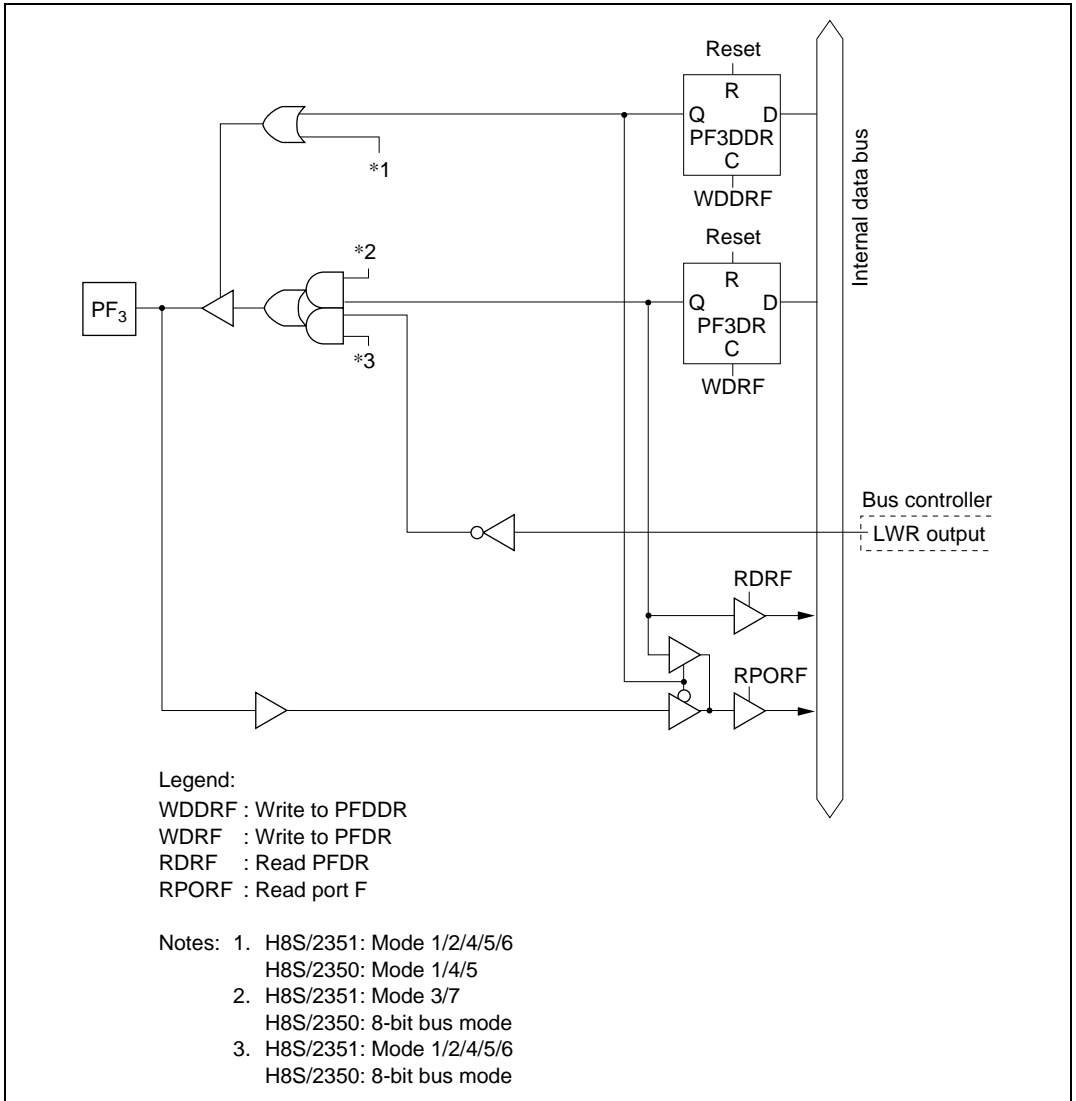 Reset
R
Q D
PF3DDR
C
WDDRF
*1
Internal data bus
Reset
R
Q D
PF3DR
C
WDRF
*2
PF3
*3
Bus controller
LWR output
RDRF
RPORF
Legend:
WDDRF : Write to PFDDR
WDRF : Write to PFDR
RDRF : Read PFDR
RPORF : Read port F
Notes: 1. H8S/2351: Mode 1/2/4/5/6
H8S/2350: Mode 1/4/5
2. H8S/2351: Mode 3/7
H8S/2350: 8-bit bus mode
3. H8S/2351: Mode 1/2/4/5/6
H8S/2350: 8-bit bus mode